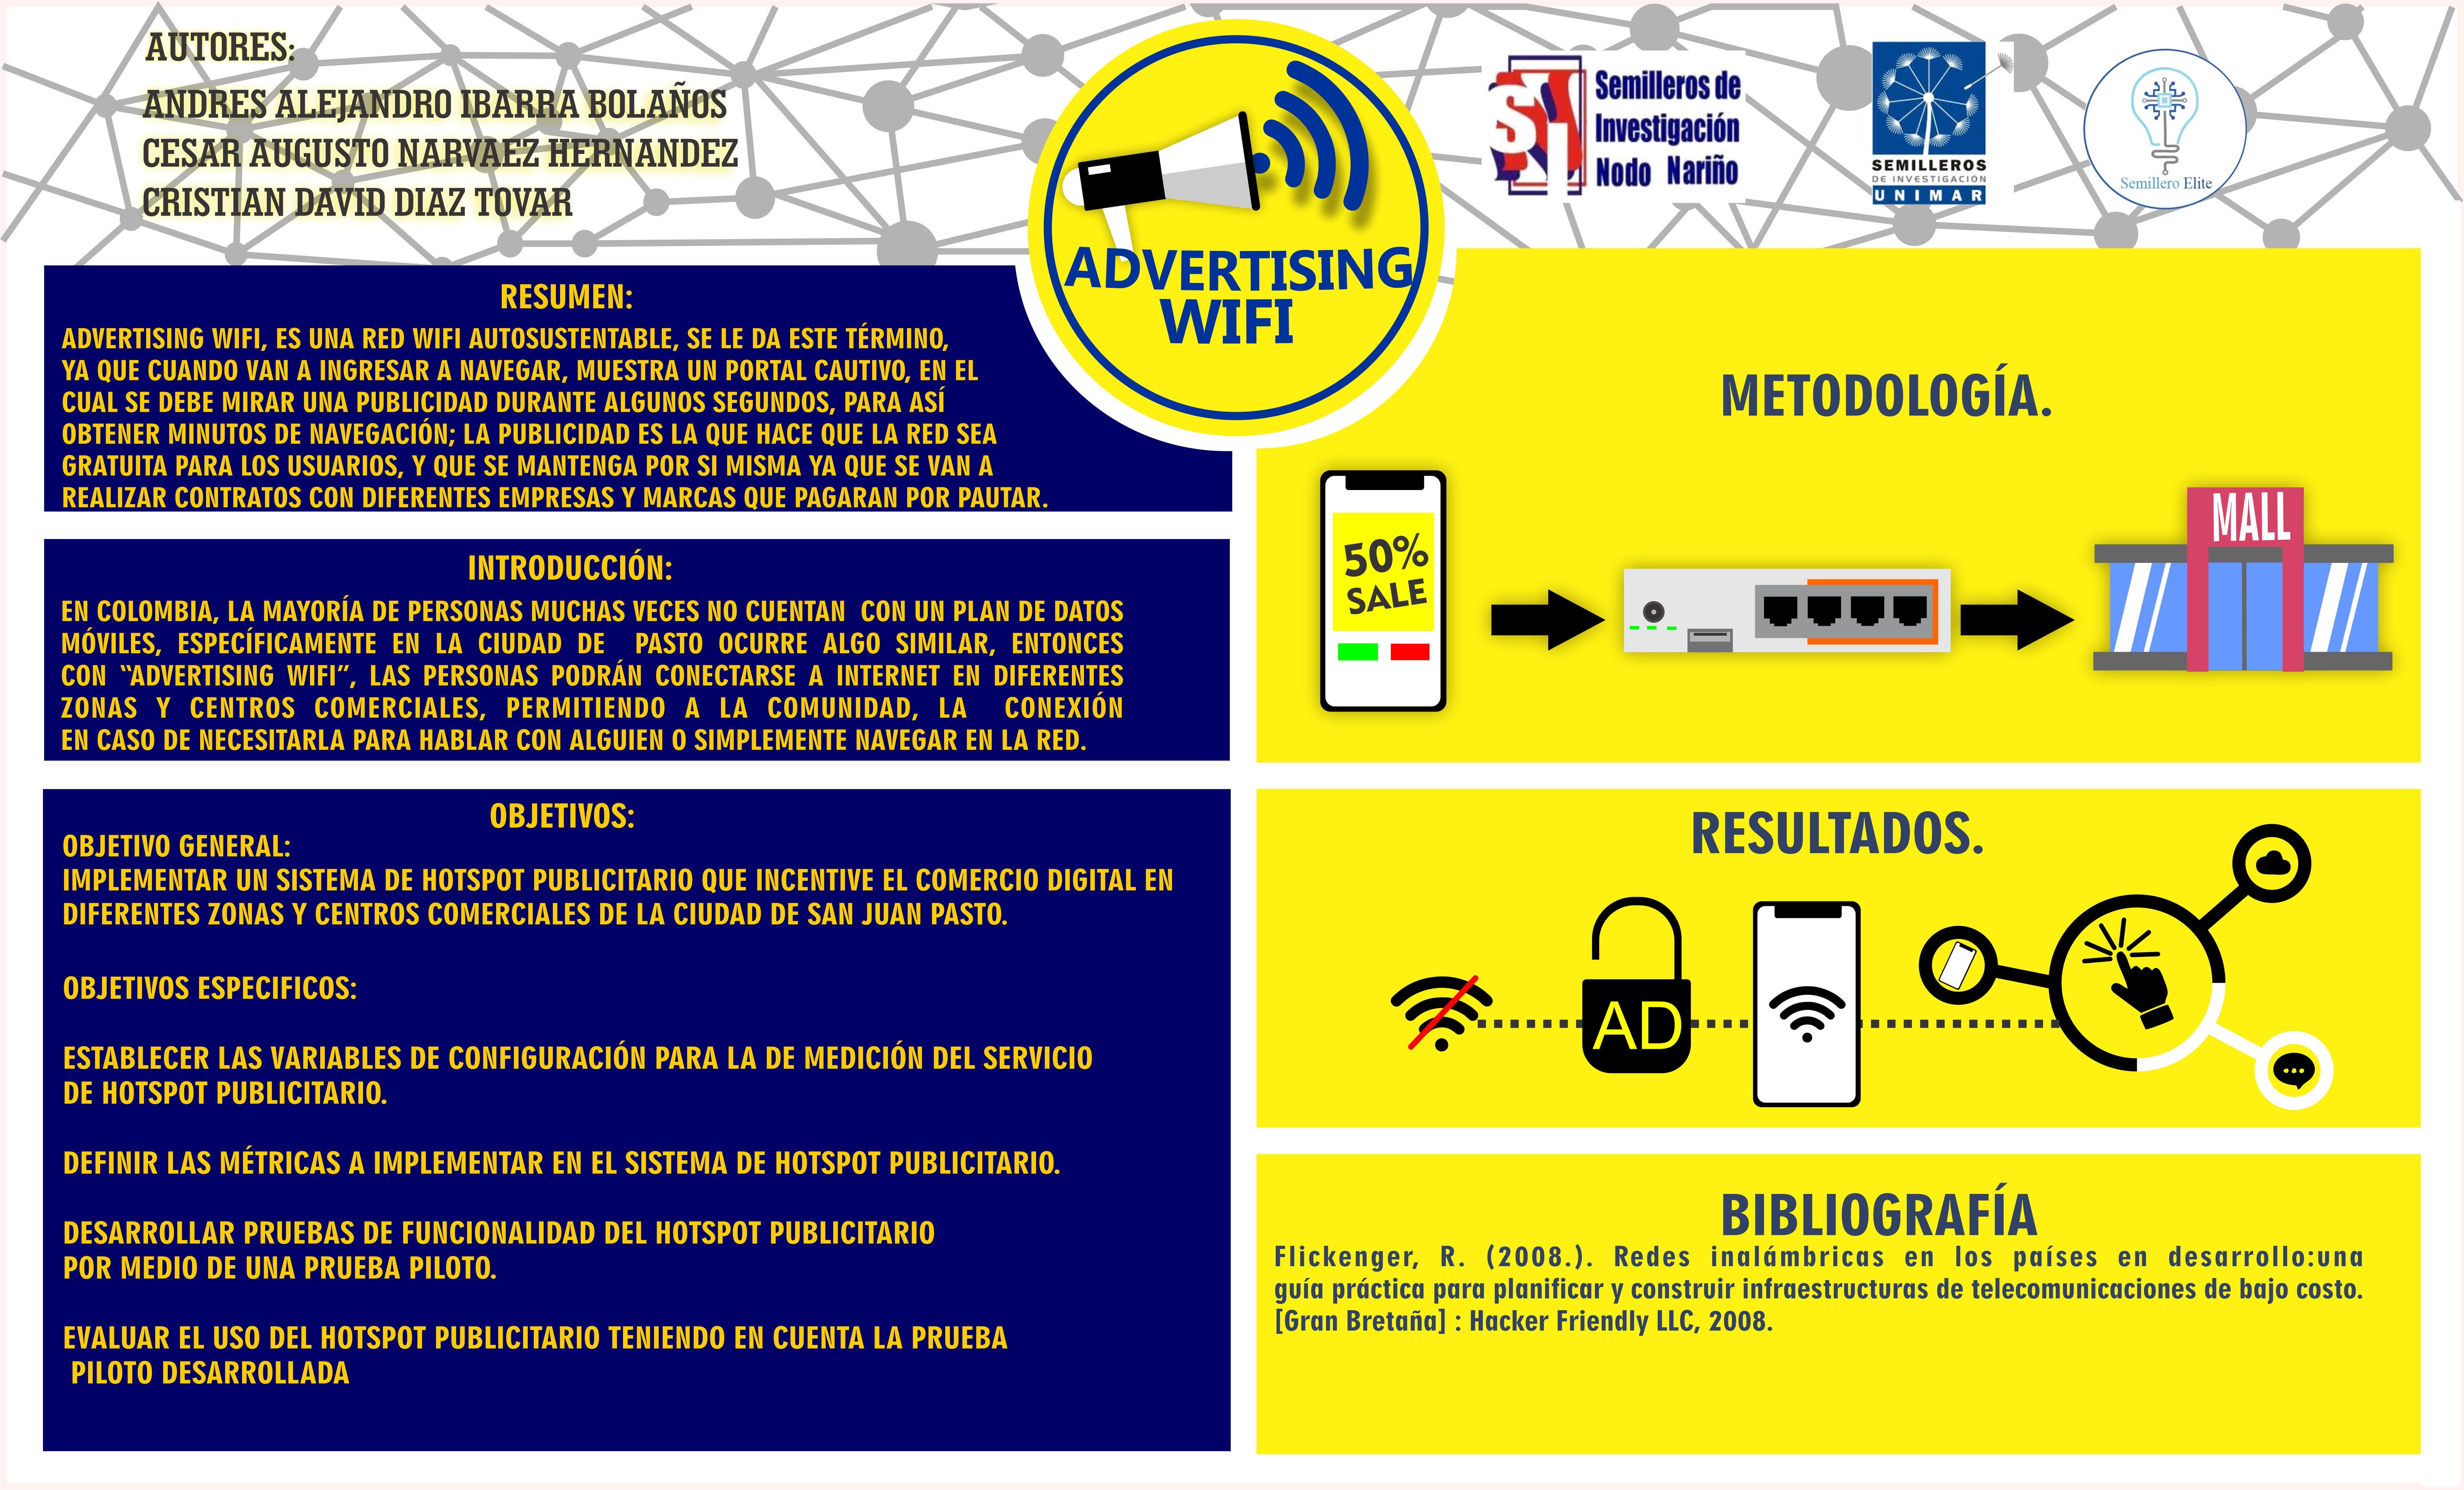 AUTORES:
ANDRES ALEJANDRO IBARRA BOLAÑOS
CESAR AUGUSTO NARVAEZ HERNANDEZ
CRISTIAN DAVID DIAZ TOVAR
ADVERTISING
WIFI
SI
Semilleros de
Investigación
Nodo Nariño
SEMILLEROS
DE INVESTIGACIÓN
UNIMAR
Semillero Elite
RESUMEN:
ADVERTISING WIFI, ES UNA RED WIFI AUTOSUSTENTABLE, SE LE DA ESTE TÉRMINO,
YA QUE CUANDO VAN A INGRESAR A NAVEGAR, MUESTRA UN PORTAL CAUTIVO, EN EL
CUAL SE DEBE MIRAR UNA PUBLICIDAD DURANTE ALGUNOS SEGUNDOS, PARA ASÍ
OBTENER MINUTOS DE NAVEGACIÓN; LA PUBLICIDAD ES LA QUE HACE QUE LA RED SEA
GRATUITA PARA LOS USUARIOS, Y QUE SE MANTENGA POR SI MISMA YA QUE SE VAN A
REALIZAR CONTRATOS CON DIFERENTES EMPRESAS Y MARCAS QUE PAGARAN POR PAUTAR.
INTRODUCCIÓN:
EN COLOMBIA, LA MAYORÍA DE PERSONAS MUCHAS VECES NO CUENTAN CON UN PLAN DE DATOS
MÓVILES, ESPECÍFICAMENTE EN LA CIUDAD DE PASTO OCURRE ALGO SIMILAR, ENTONCES
CON “ADVERTISING WIFI”, LAS PERSONAS PODRÁN CONECTARSE A INTERNET EN DIFERENTES
ZONAS Y CENTROS COMERCIALES, PERMITIENDO A LA COMUNIDAD, LA CONEXIÓN
EN CASO DE NECESITARLA PARA HABLAR CON ALGUIEN O SIMPLEMENTE NAVEGAR EN LA RED.
OBJETIVOS:
OBJETIVO GENERAL:
IMPLEMENTAR UN SISTEMA DE HOTSPOT PUBLICITARIO QUE INCENTIVE EL COMERCIO DIGITAL EN
DIFERENTES ZONAS Y CENTROS COMERCIALES DE LA CIUDAD DE SAN JUAN PASTO.
OBJETIVOS ESPECIFICOS:
ESTABLECER LAS VARIABLES DE CONFIGURACIÓN PARA LA DE MEDICIÓN DEL SERVICIO
DE HOTSPOT PUBLICITARIO.
DEFINIR LAS MÉTRICAS A IMPLEMENTAR EN EL SISTEMA DE HOTSPOT PUBLICITARIO.
DESARROLLAR PRUEBAS DE FUNCIONALIDAD DEL HOTSPOT PUBLICITARIO
POR MEDIO DE UNA PRUEBA PILOTO.
EVALUAR EL USO DEL HOTSPOT PUBLICITARIO TENIENDO EN CUENTA LA PRUEBA
PILOTO DESARROLLADA
METODOLOGÍA.
50%
SALE
MALL
RESULTADOS.
AD
BIBLIOGRAFÍA
Flickenger, R. (2008.). Redes inalámbricas en los países en desarrollo:una
guía práctica para planificar y construir infraestructuras de telecomunicaciones de bajo costo.
[Gran Bretaña] : Hacker Friendly LLC, 2008.